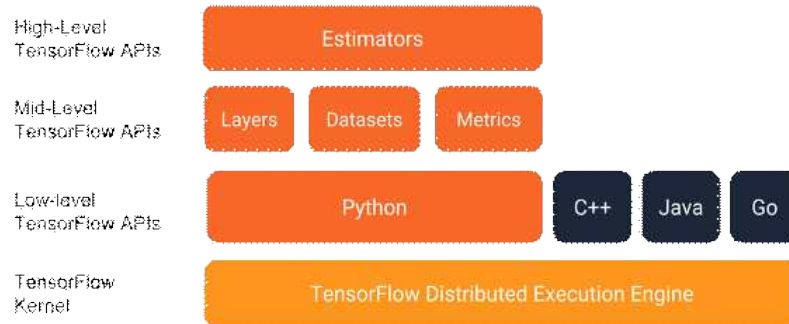 High-Level
TensorFlow APIs
Estimators
Mid-Level
TensorFlow APIs
Layers
Datasets
Metrics
Low-level
TensorFlow APIs
Python
C++
Java
Go
TensorFlow
Kernel
TensorFlow Distributed Execution Engine